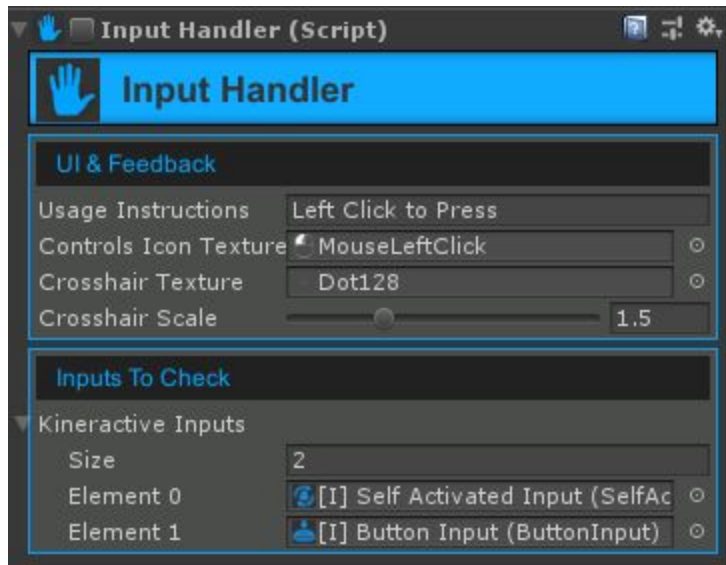 Input Handler (Script)
Input Handler
UI & Feedback
Usage Instructions Left Click to Press
Controls Icon Texture MouseLeftClick
Crosshair Texture Dot128
Crosshair Scale 1.5
Inputs To Check
Kineractive Inputs
Size 2
Element 0 [I] Self Activated Input (SelfAc
Element 1 [I] Button Input (ButtonInput)